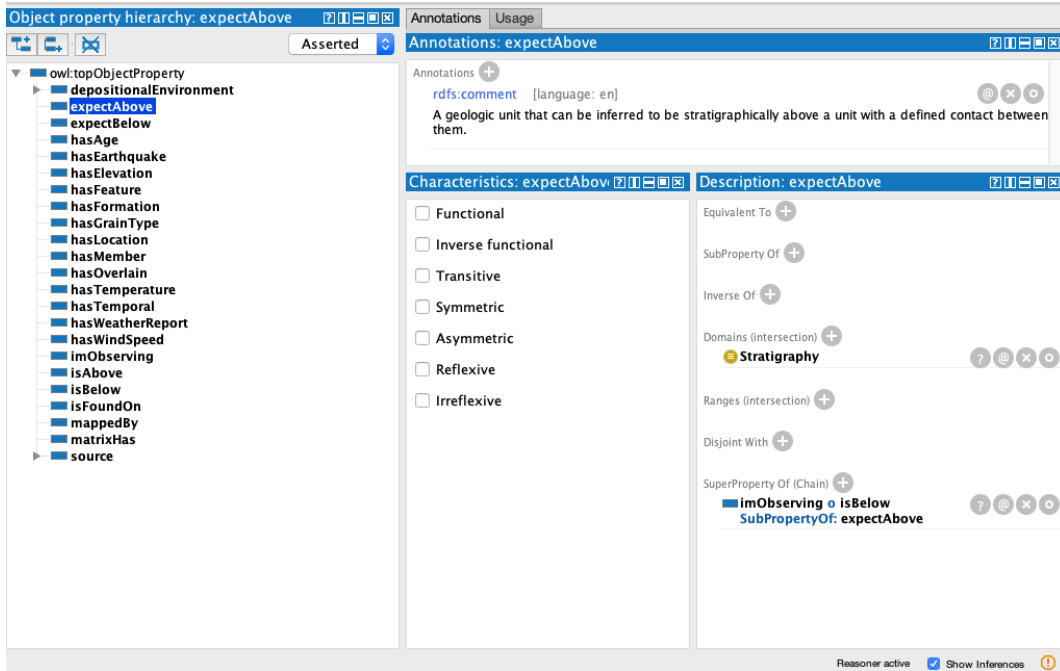 Object property hierarchy: expectAbove
Asserted
owl:topObjectProperty
depositionalEnvironment
expectAbove
expectBelow
hasAge
hasEarthquake
hasElevation
hasFeature
hasFormation
hasGrainType
hasLocation
hasMember
hasOverlain
hasTemperature
hasTemporal
hasWeatherReport
hasWindSpeed
imObserving
isAbove
isBelow
isFoundOn
mappedBy
matrixHas
source
Annotations Usage
Annotations: expectAbove
Annotations
rdfs:comment [language: en]
A geologic unit that can be inferred to be stratigraphically above a unit with a defined contact between
them.
Characteristics: expectAbov
Functional
Inverse functional
Transitive
Symmetric
Asymmetric
Reflexive
Irreflexive
Description: expectAbove
Equivalent To
SubProperty Of
Inverse Of
Domains (intersection)
Stratigraphy
Ranges (intersection)
Disjoint With
SuperProperty Of (Chain)
imObserving o isBelow
SubPropertyOf: expectAbove
Reasoner active Show Inferences